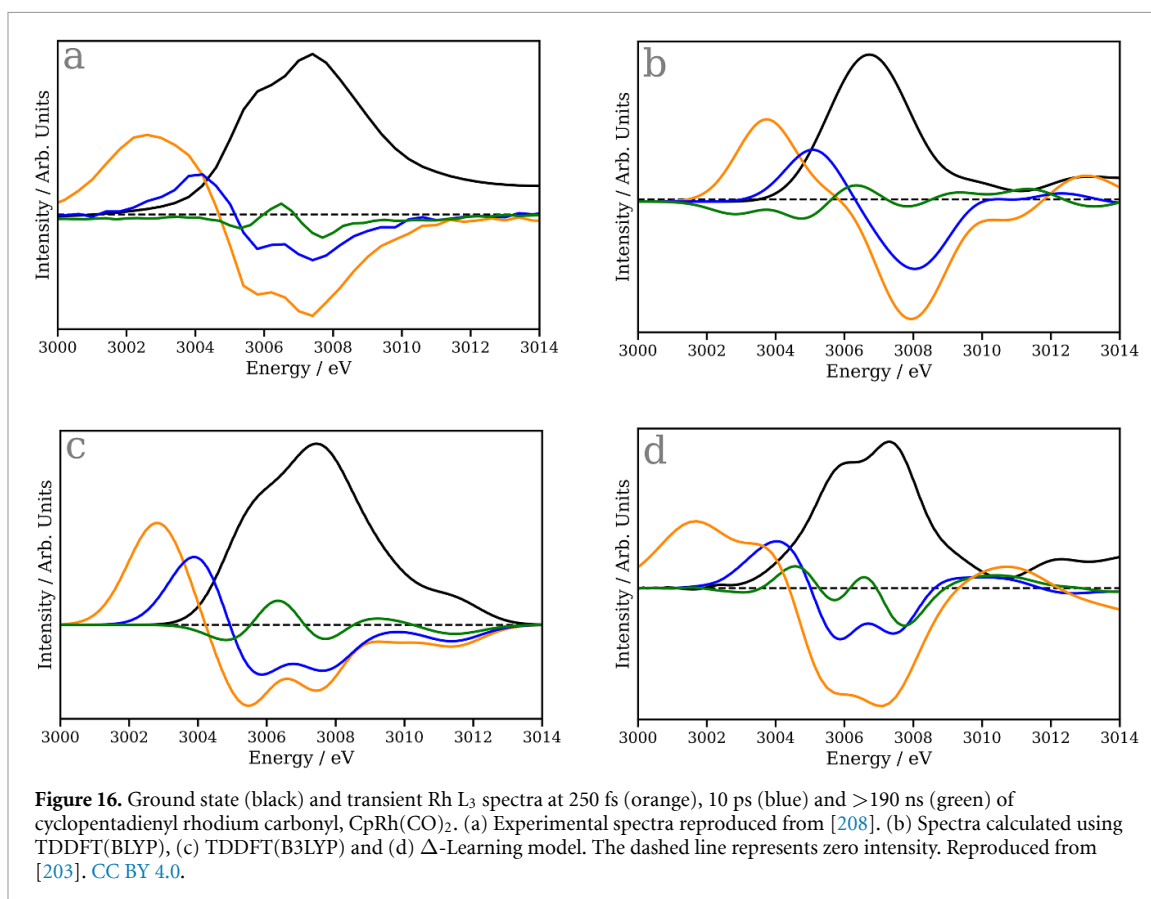 a
Intensity / Arb. Units
3000 3002 3004 3006 3008 3010 3012 3014
Energy / eV
b
Intensity / Arb. Units
3000 3002 3004 3006 3008 3010 3012 3014
Energy / eV
c
Intensity / Arb. Units
3000 3002 3004 3006 3008 3010 3012 3014
Energy / eV
d
Intensity / Arb. Units
3000 3002 3004 3006 3008 3010 3012 3014
Energy / eV
Figure 16. Ground state (black) and transient Rh L₃ spectra at 250 fs (orange), 10 ps (blue) and >190 ns (green) of
cyclopentadienyl rhodium carbonyl, CpRh(CO)₂. (a) Experimental spectra reproduced from [208]. (b) Spectra calculated using
TDDFT(BLYP), (c) TDDFT(B3LYP) and (d) Δ-Learning model. The dashed line represents zero intensity. Reproduced from
[203]. CC BY 4.0.